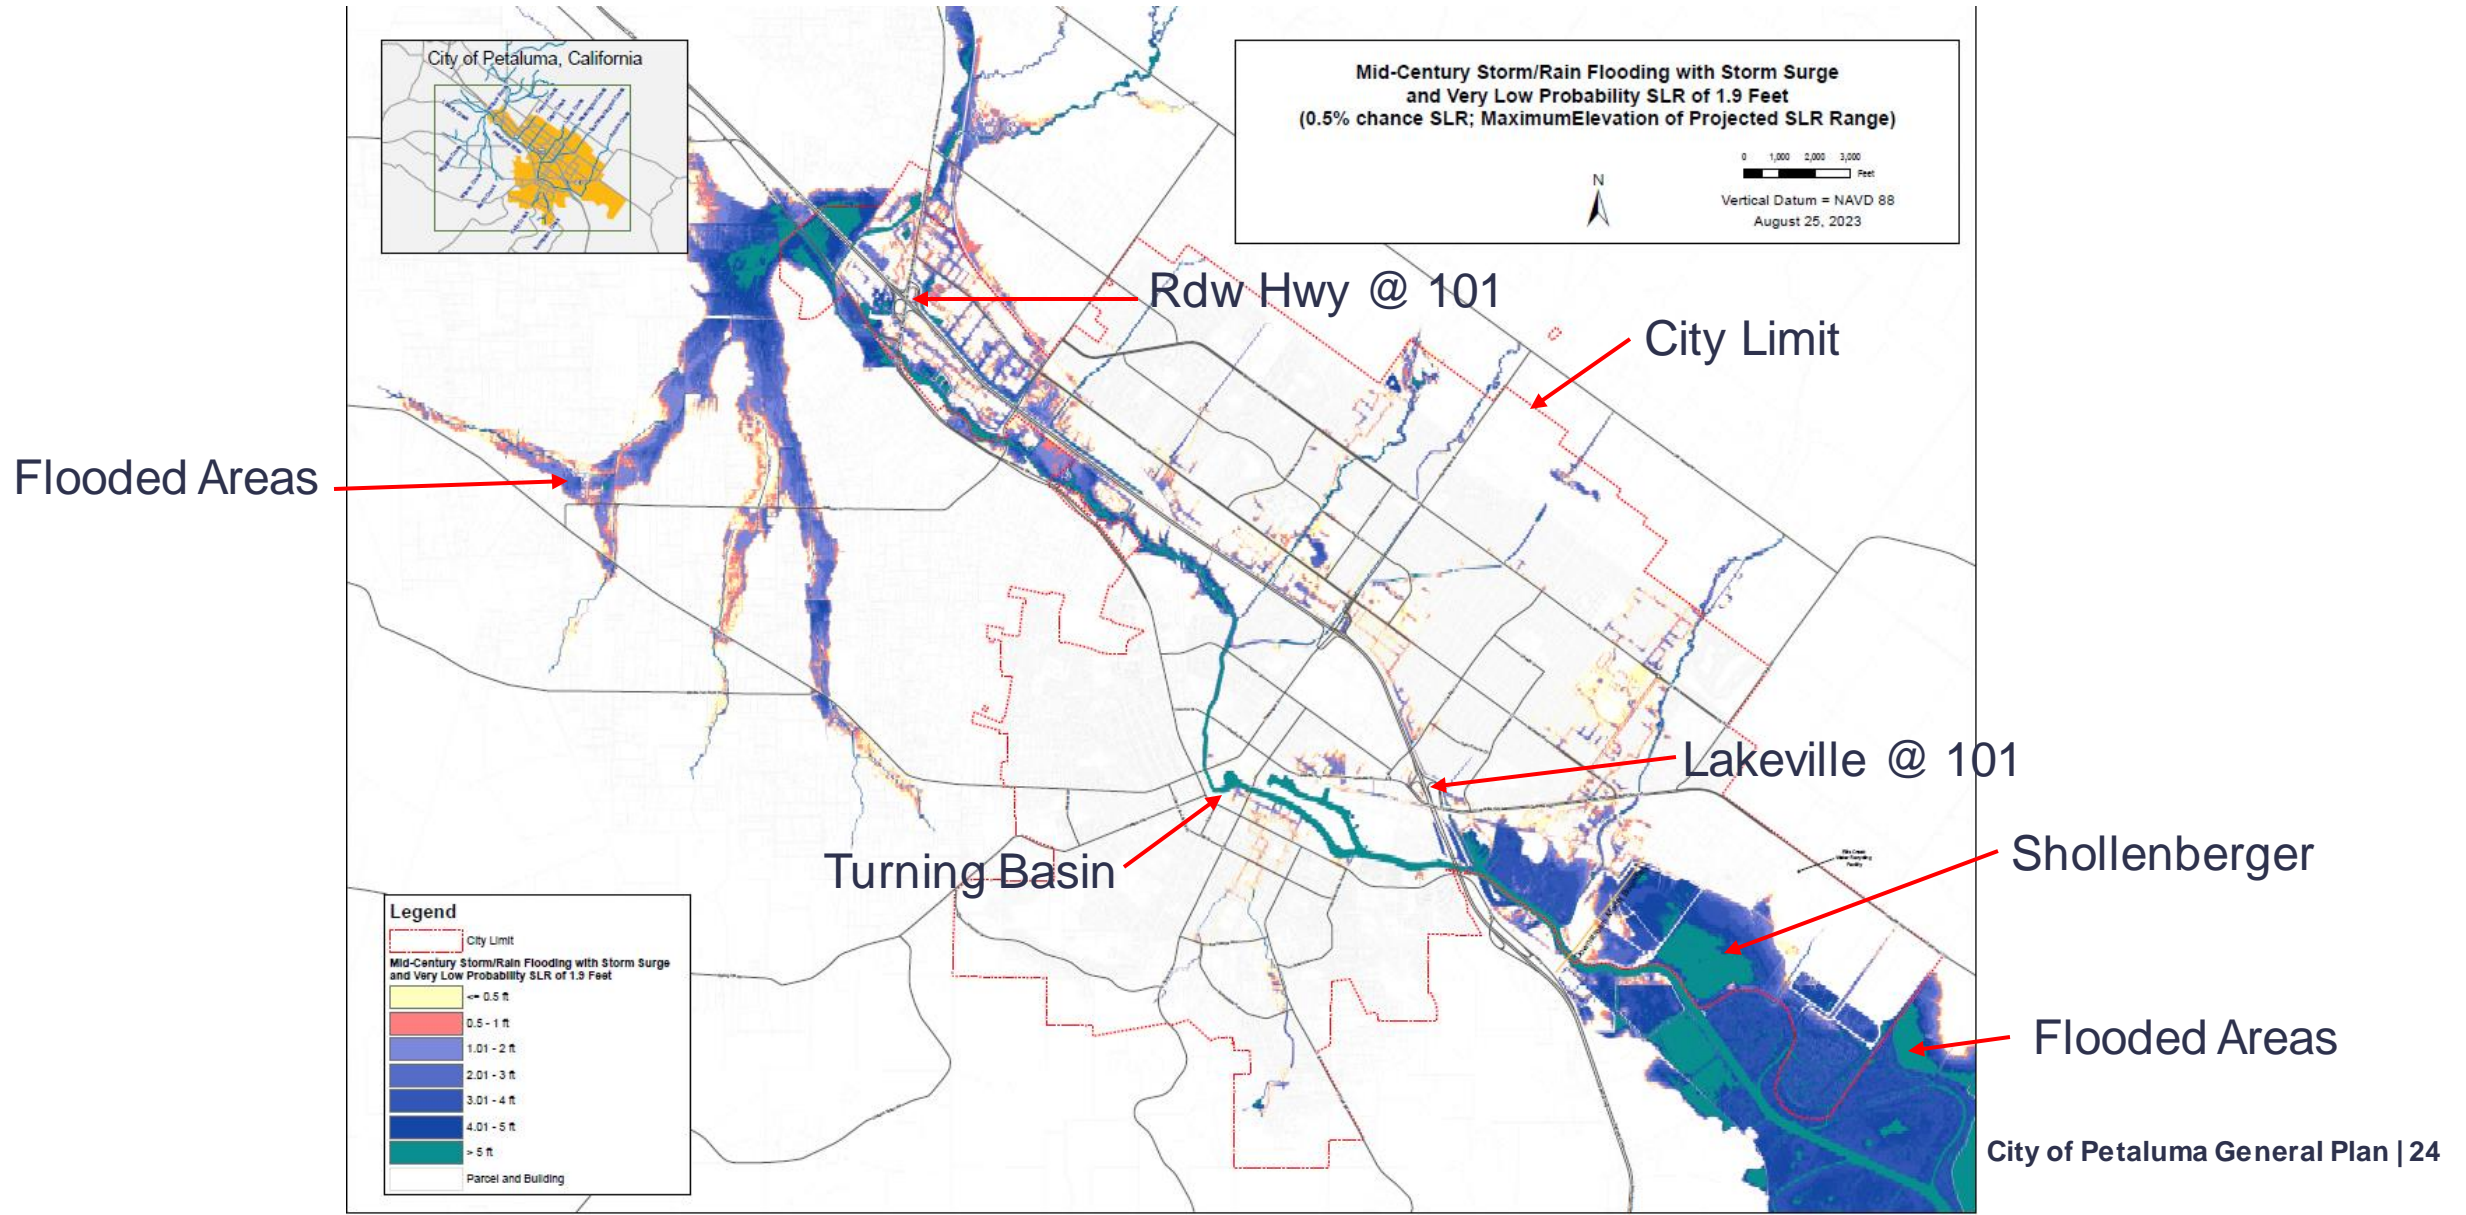 City of Petaluma, California
Mid-Century Storm/Rain Flooding with Storm Surge
and Very Low Probability SLR of 1.9 Feet
(0.5% chance SLR; MaximumElevation of Projected SLR Range)
0 1,000 2,000 3,000
Feet
N
Vertical Datum = NAVD 88
August 25, 2023
Rdw Hwy @ 101
City Limit
Flooded Areas
Lakeville @ 101
Turning Basin
Shollenberger
Flooded Areas
Legend
City Limit
Mid-Century Storm/Rain Flooding with Storm Surge
and Very Low Probability SLR of 1.9 Feet
<= 0.5 ft
0.5 - 1 ft
1.01 - 2 ft
2.01 - 3 ft
3.01 - 4 ft
4.01 - 5 ft
> 5 ft
Parcel and Building
City of Petaluma General Plan | 24